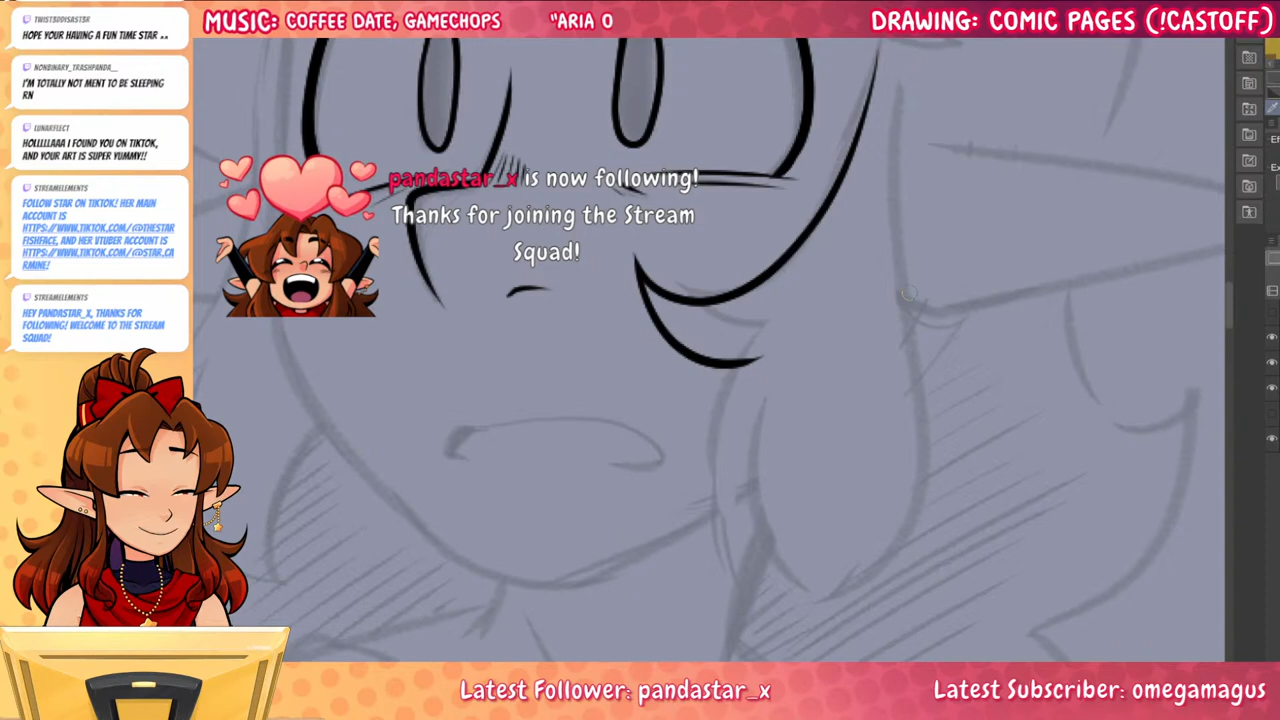 MUSIC: COFFEE DATE, GAMECHOPS "ARIA O
DRAWING: COMIC PAGES (!CASTOFF)
TWIST3DDISAST3R
HOPE YOUR HAVING A FUN TIME STAR ^^
NONBINARY_TRASHPANDA__
I'M TOTALLY NOT MENT TO BE SLEEPING
RN
LUNARFLECT
HOLLLLLAAA I FOUND YOU ON TIKTOK,
AND YOUR ART IS SUPER YUMMY!!
STREAMELEMENTS
FOLLOW STAR ON TIKTOK! HER MAIN
ACCOUNT IS
HTTPS://WWW.TIKTOK.COM/@THESTAR
FISHFACE, AND HER VTUBER ACCOUNT IS
HTTPS://WWW.TIKTOK.COM/@STAR.CA
RMINE!
STREAMELEMENTS
HEY PANDASTAR_X, THANKS FOR
FOLLOWING! WELCOME TO THE STREAM
SQUAD!
pandastar_x is now following!
Thanks for joining the Stream
Squad!
Latest Follower: pandastar_x
Latest Subscriber: omegamagus